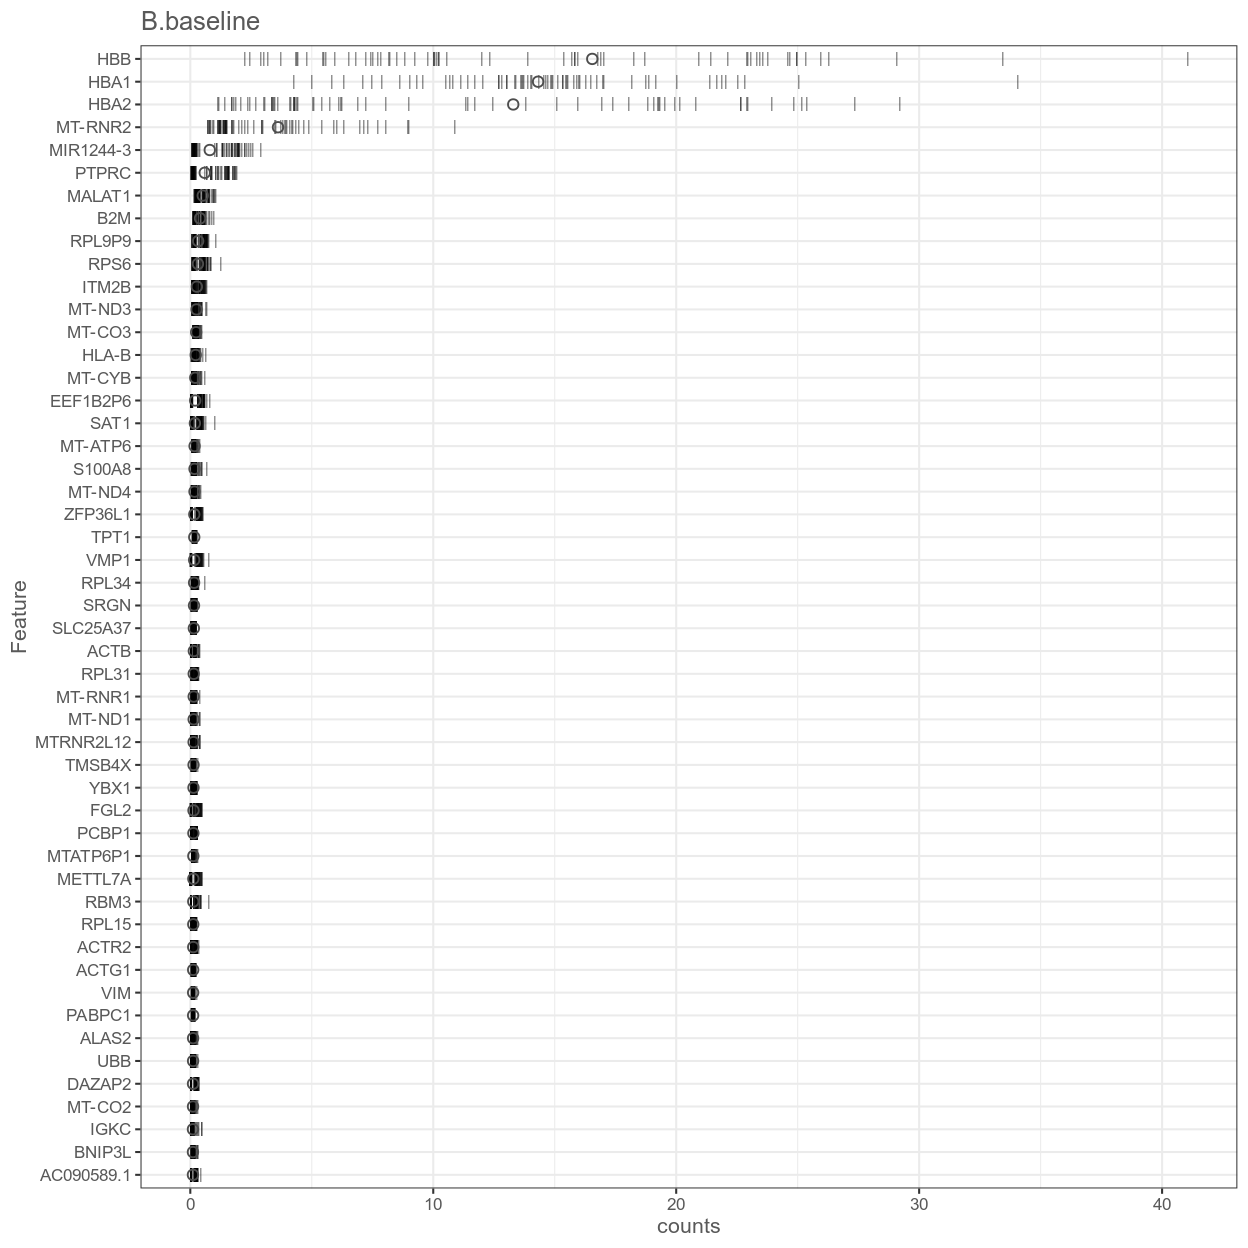 B.baseline
HBB
HBA1
HBA2
MT-RNR2
MIR1244-3
PTPRC
MALAT1
B2M
RPL9P9
RPS6
ITM2B
MT-ND3
MT-CO3
HLA-B
MT-CYB
EEF1B2P6
SAT1
MT-ATP6
S100A8
MT-ND4
ZFP36L1
TPT1
VMP1
RPL34
SRGN
SLC25A37
ACTB
RPL31
MT-RNR1
MT-ND1
MTRNR2L12
TMSB4X
YBX1
FGL2
PCBP1
MTATP6P1
METTL7A
RBM3
RPL15
ACTR2
ACTG1
VIM
PABPC1
ALAS2
UBB
DAZAP2
MT-CO2
IGKC
BNIP3L
AC090589.1
Feature
0 10 20 30 40
counts